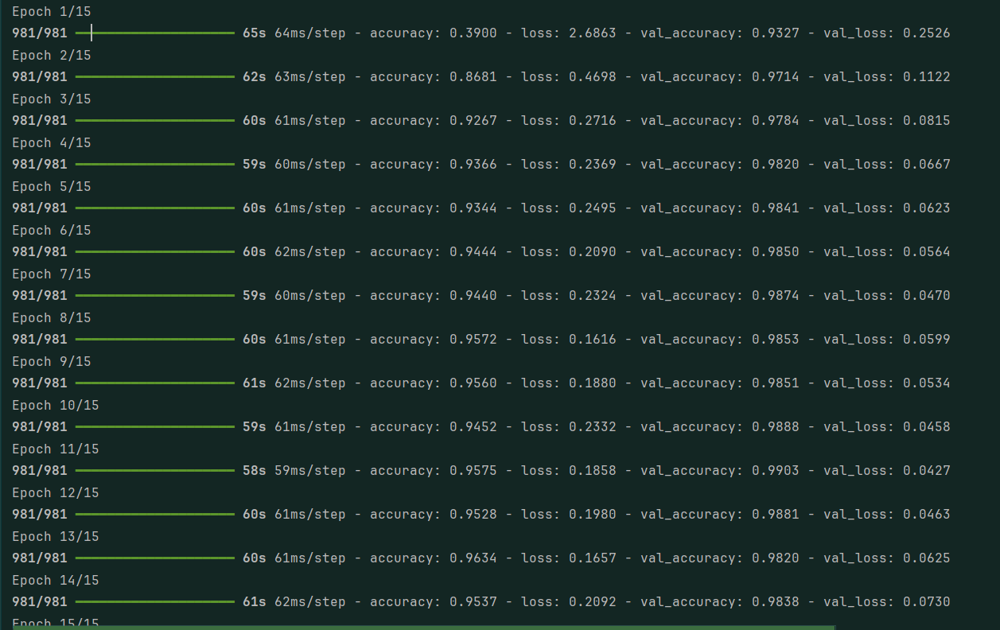 Epoch 1/15
981/981 65s 64ms/step - accuracy: 0.3900 - loss: 2.6863 - val_accuracy: 0.9327 - val_loss: 0.2526
Epoch 2/15
981/981 62s 63ms/step - accuracy: 0.8681 - loss: 0.4698 - val_accuracy: 0.9714 - val_loss: 0.1122
Epoch 3/15
981/981 60s 61ms/step - accuracy: 0.9267 - loss: 0.2716 - val_accuracy: 0.9784 - val_loss: 0.0815
Epoch 4/15
981/981 59s 60ms/step - accuracy: 0.9366 - loss: 0.2369 - val_accuracy: 0.9820 - val_loss: 0.0667
Epoch 5/15
981/981 60s 61ms/step - accuracy: 0.9344 - loss: 0.2495 - val_accuracy: 0.9841 - val_loss: 0.0623
Epoch 6/15
981/981 60s 62ms/step - accuracy: 0.9444 - loss: 0.2090 - val_accuracy: 0.9850 - val_loss: 0.0564
Epoch 7/15
981/981 59s 60ms/step - accuracy: 0.9440 - loss: 0.2324 - val_accuracy: 0.9874 - val_loss: 0.0470
Epoch 8/15
981/981 60s 61ms/step - accuracy: 0.9572 - loss: 0.1616 - val_accuracy: 0.9853 - val_loss: 0.0599
Epoch 9/15
981/981 61s 62ms/step - accuracy: 0.9560 - loss: 0.1880 - val_accuracy: 0.9851 - val_loss: 0.0534
Epoch 10/15
981/981 59s 61ms/step - accuracy: 0.9452 - loss: 0.2332 - val_accuracy: 0.9888 - val_loss: 0.0458
Epoch 11/15
981/981 58s 59ms/step - accuracy: 0.9575 - loss: 0.1858 - val_accuracy: 0.9903 - val_loss: 0.0427
Epoch 12/15
981/981 60s 61ms/step - accuracy: 0.9528 - loss: 0.1980 - val_accuracy: 0.9881 - val_loss: 0.0463
Epoch 13/15
981/981 60s 61ms/step - accuracy: 0.9634 - loss: 0.1657 - val_accuracy: 0.9820 - val_loss: 0.0625
Epoch 14/15
981/981 61s 62ms/step - accuracy: 0.9537 - loss: 0.2092 - val_accuracy: 0.9838 - val_loss: 0.0730
Epoch 15/15